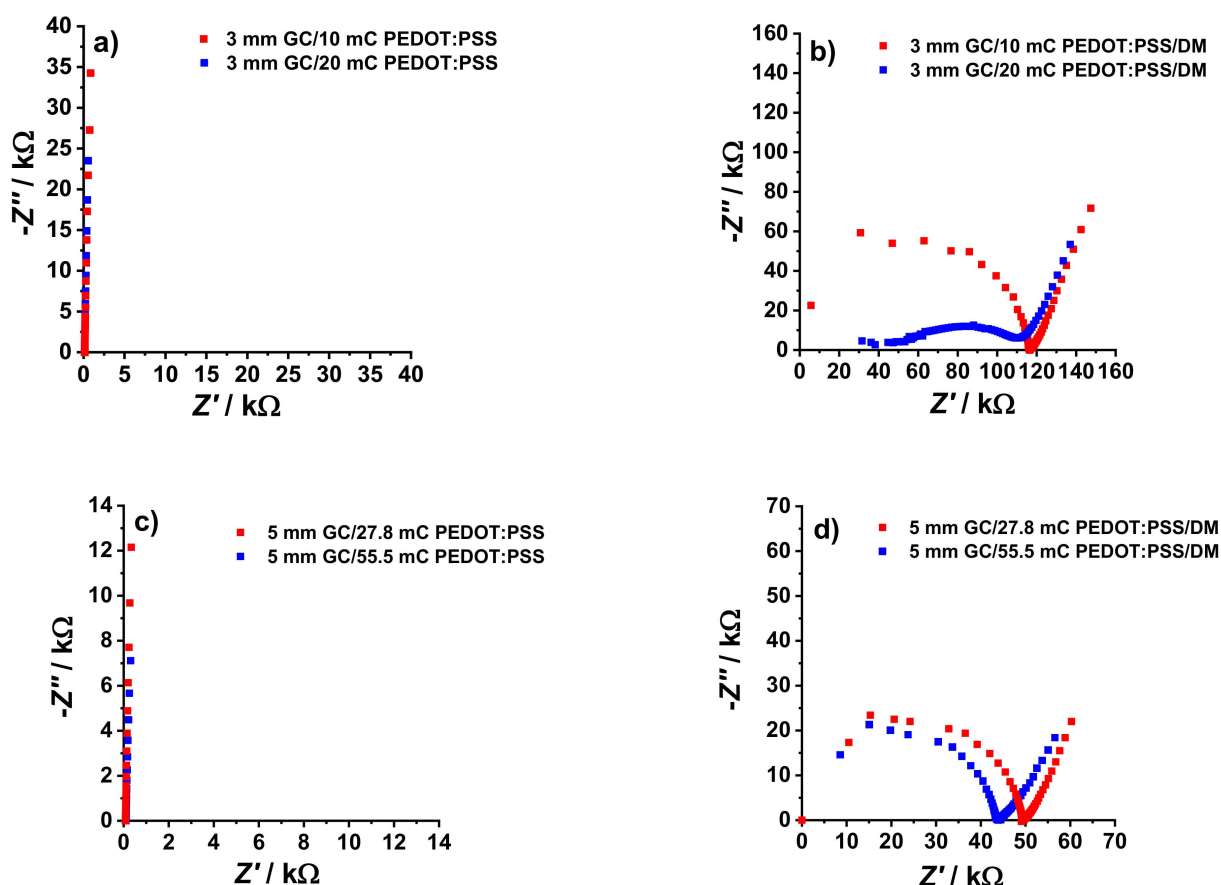 a)
3 mm GC/10 mC PEDOT:PSS
3 mm GC/20 mC PEDOT:PSS
40
35
30
25
20
15
10
5
0
-Z'' / kΩ
0 5 10 15 20 25 30 35 40
Z' / kΩ
b)
3 mm GC/10 mC PEDOT:PSS/DM
3 mm GC/20 mC PEDOT:PSS/DM
160
140
120
100
80
60
40
20
0
-Z'' / kΩ
0 20 40 60 80 100 120 140 160
Z' / kΩ
c)
5 mm GC/27.8 mC PEDOT:PSS
5 mm GC/55.5 mC PEDOT:PSS
14
12
10
8
6
4
2
0
-Z'' / kΩ
0 2 4 6 8 10 12 14
Z' / kΩ
d)
5 mm GC/27.8 mC PEDOT:PSS/DM
5 mm GC/55.5 mC PEDOT:PSS/DM
70
60
50
40
30
20
10
0
-Z'' / kΩ
0 10 20 30 40 50 60 70
Z' / kΩ